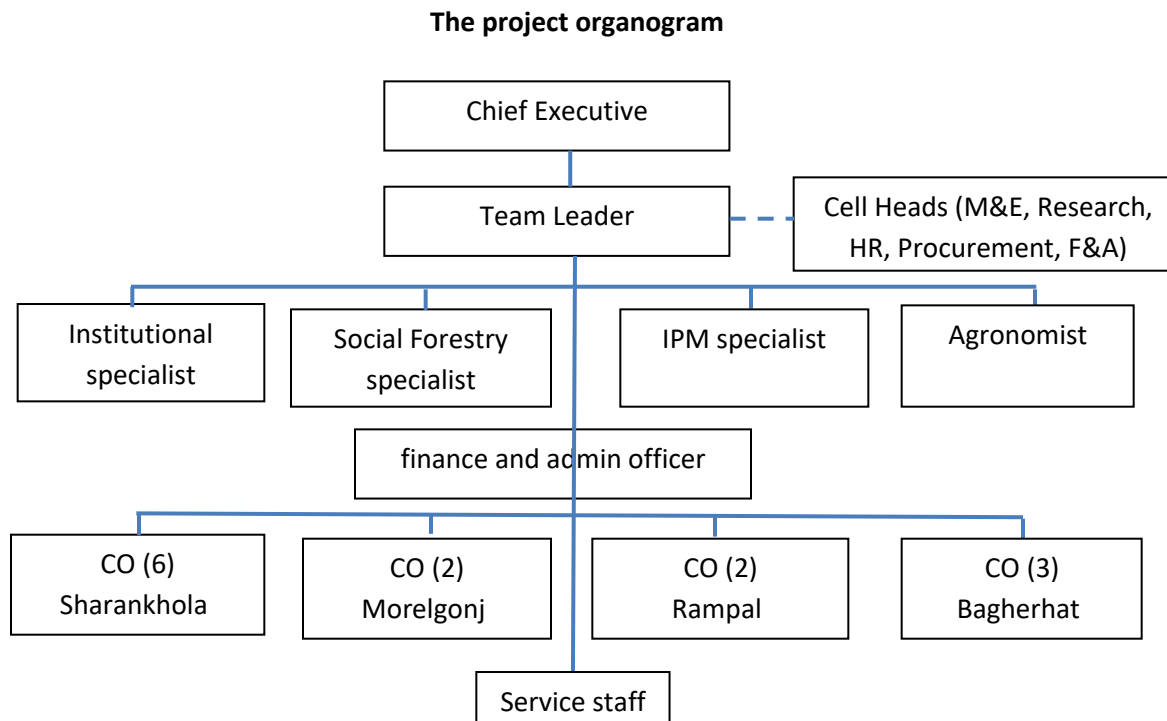 The project organogram
Chief Executive
Team Leader
Cell Heads (M&E, Research,
HR, Procurement, F&A)
Institutional
specialist
Social Forestry
specialist
IPM specialist
Agronomist
finance and admin officer
CO (6)
Sharankhola
CO (2)
Morelgonj
CO (2)
Rampal
CO (3)
Bagherhat
Service staff